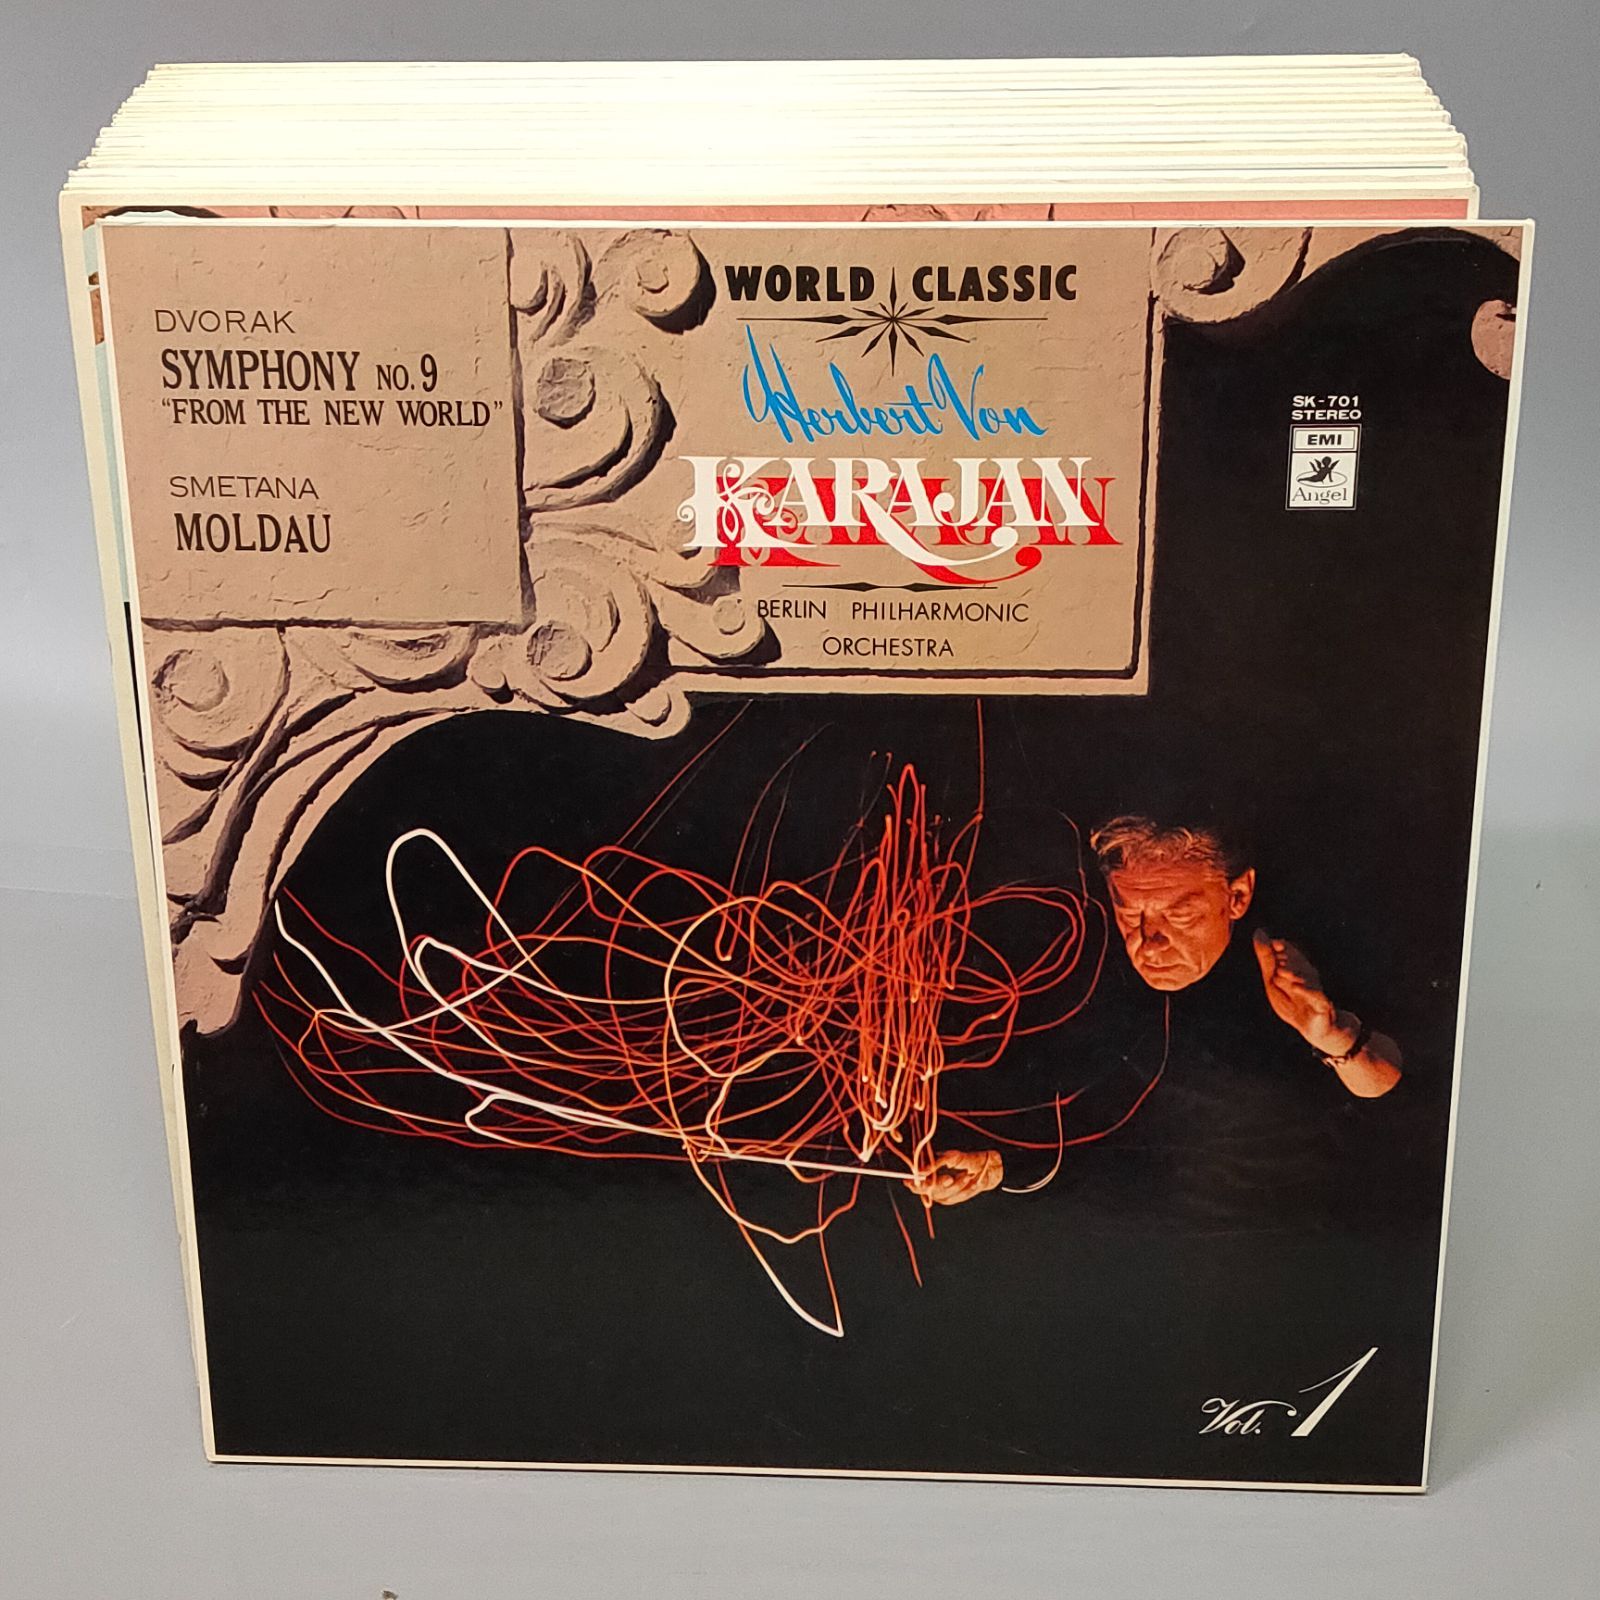 DVORAK
SYMPHONY NO. 9
"FROM THE NEW WORLD"
SMETANA
MOLDAU
WORLD CLASSIC
Herbert Von
KARAJAN
BERLIN PHILHARMONIC
ORCHESTRA
SK-701
STEREO
EMI
Angel
Vol. 1